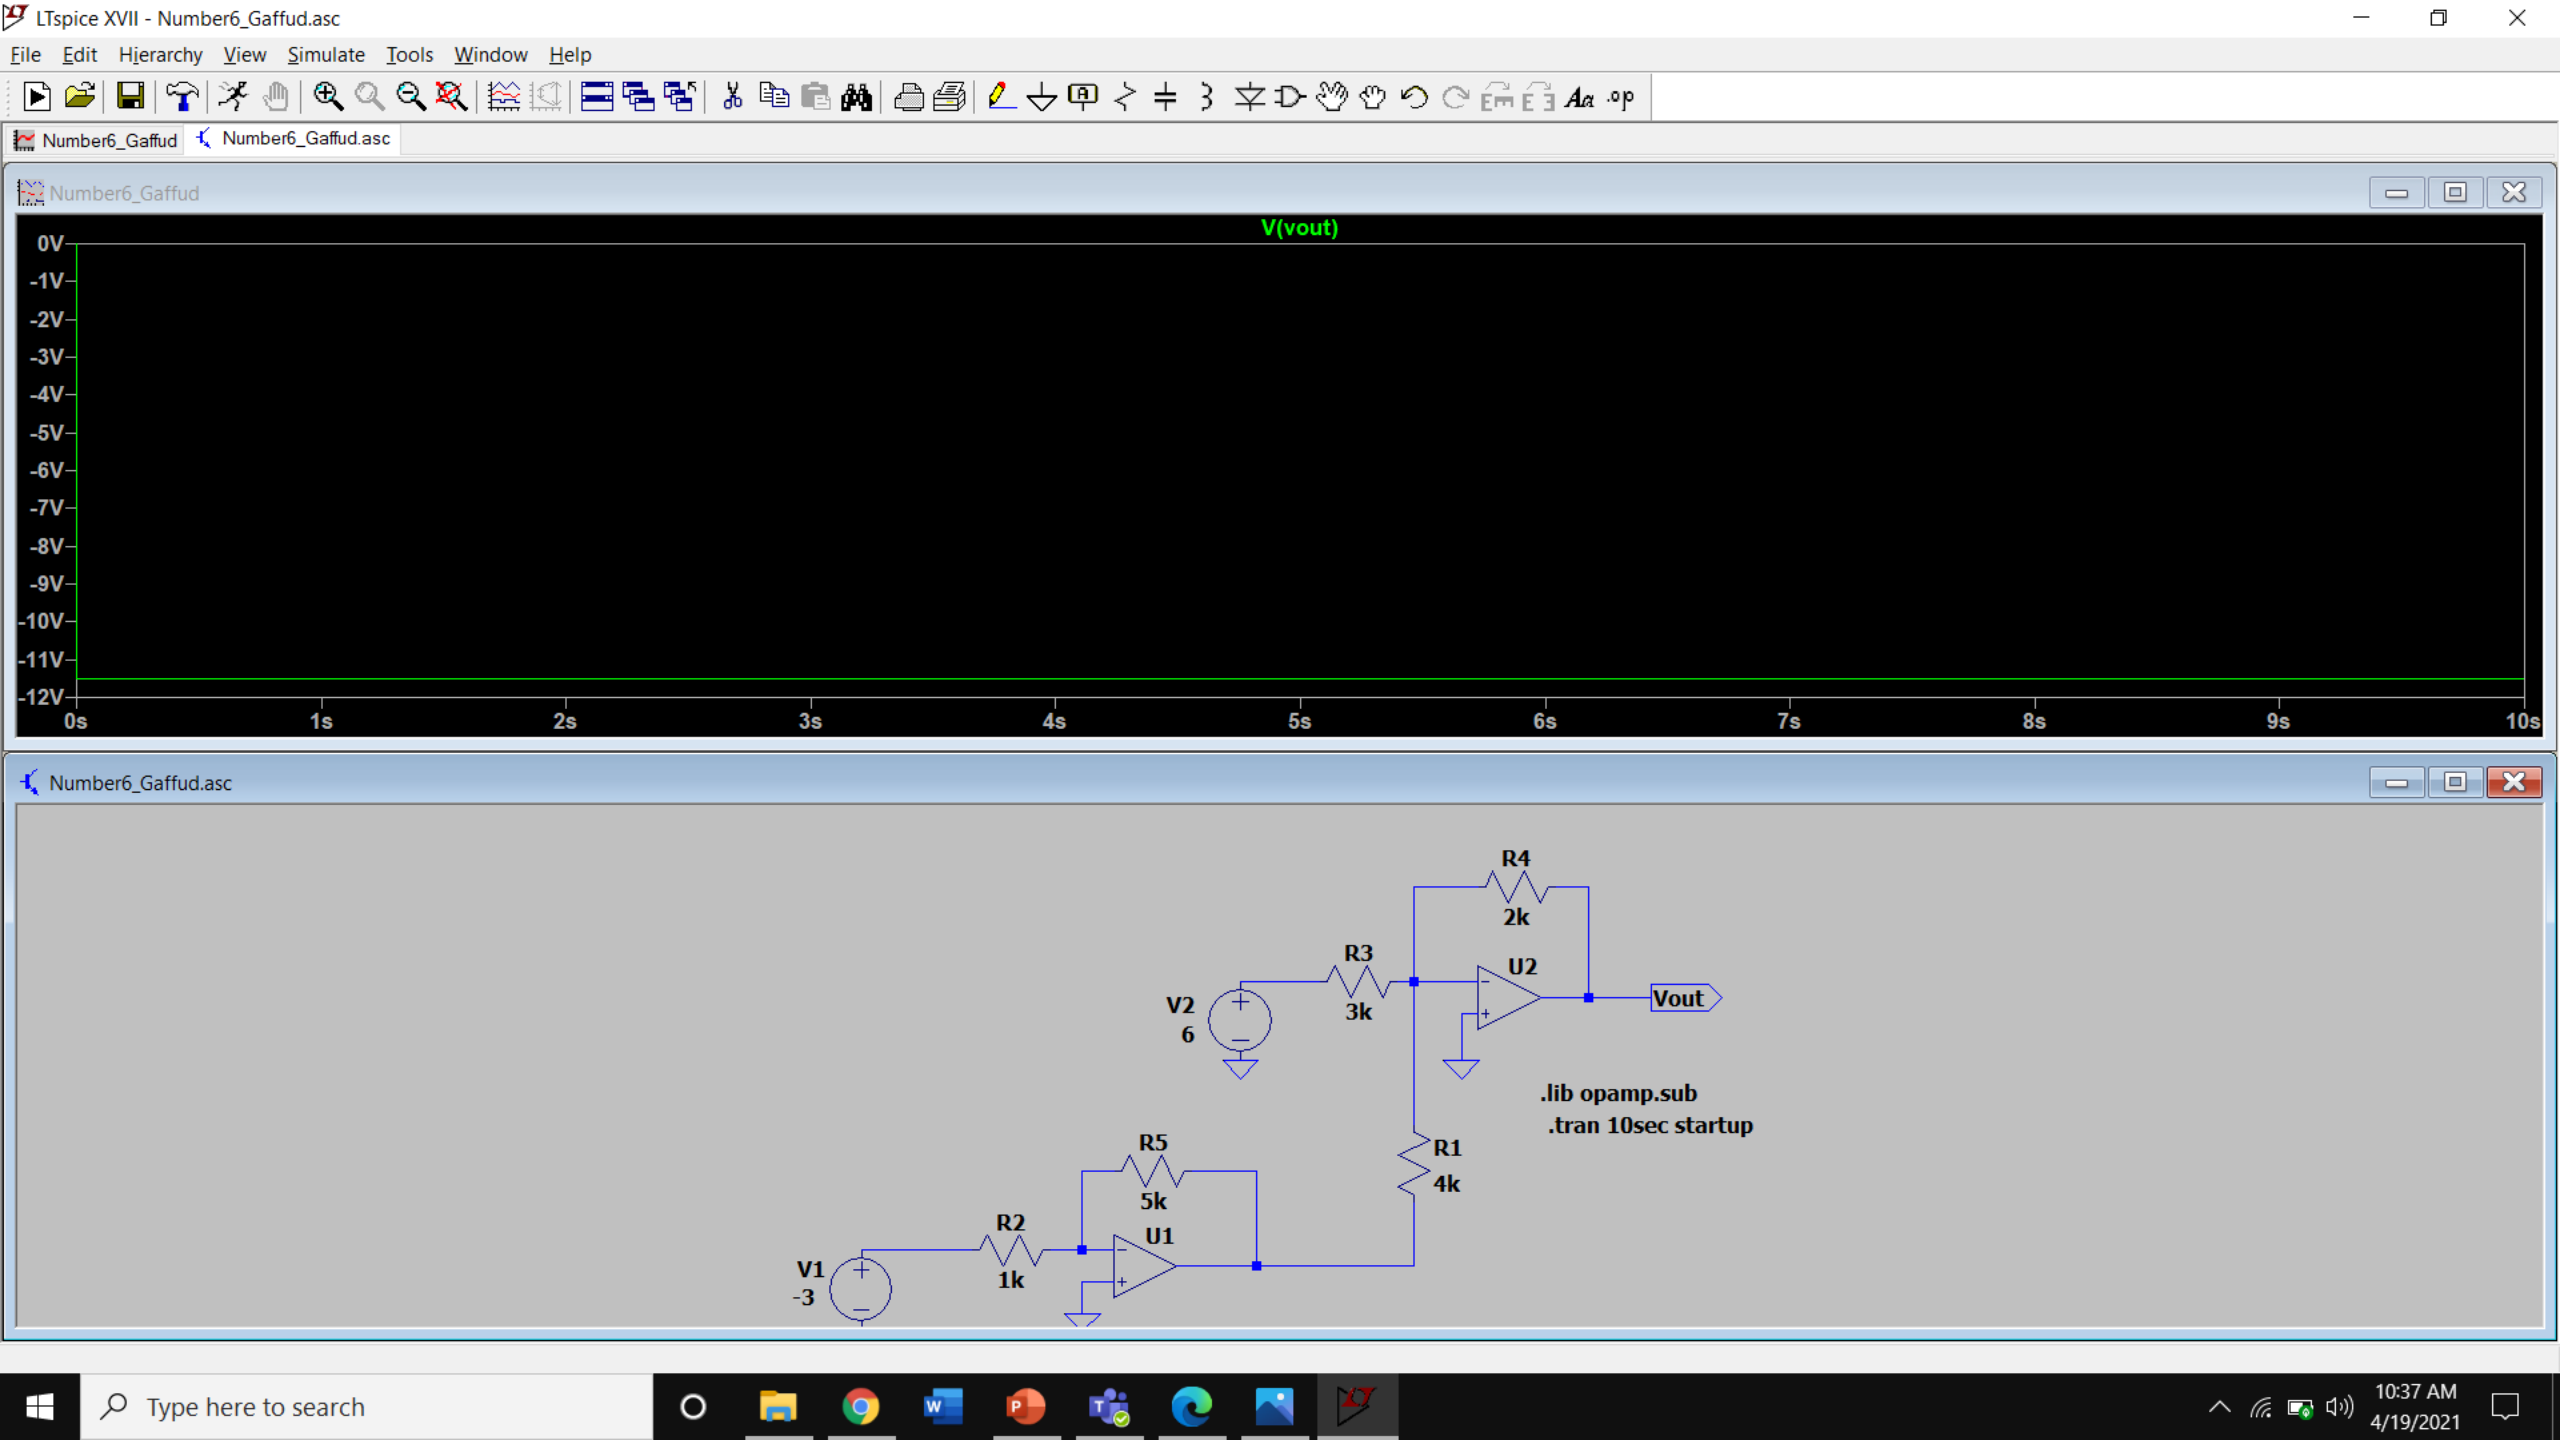 LTspice XVII - Number6_Gaffud.asc
File Edit Hierarchy View Simulate Tools Window Help
Aa .op
Number6_Gaffud Number6_Gaffud.asc
Number6_Gaffud
V(vout)
0V
-1V
-2V
-3V
-4V
-5V
-6V
-7V
-8V
-9V
-10V
-11V
-12V
0s 1s 2s 3s 4s 5s 6s 7s 8s 9s 10s
Number6_Gaffud.asc
R4
2k
R3
3k
U2
V2
6
Vout
.lib opamp.sub
.tran 10sec startup
R1
4k
R5
5k
R2
1k
U1
V1
-3
Type here to search
10:37 AM
4/19/2021